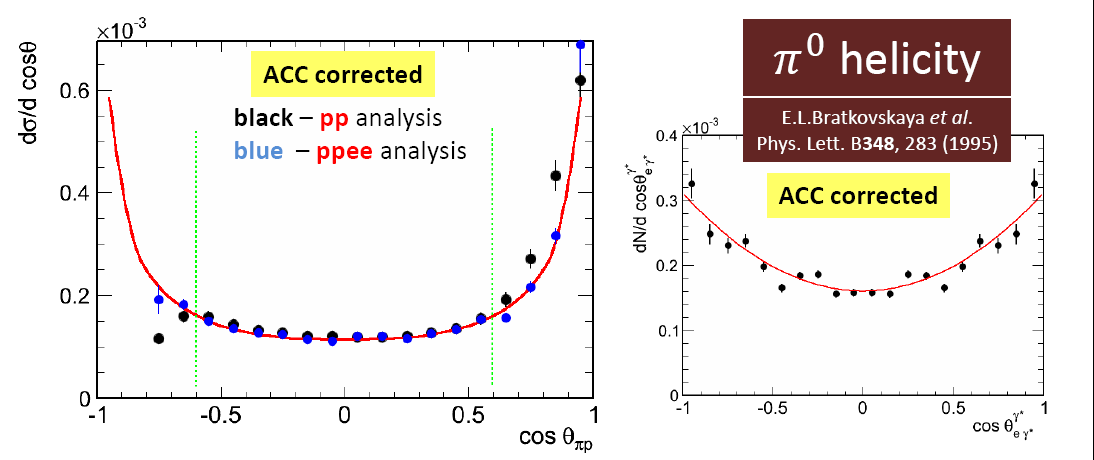 ×10⁻³
dσ/d cosθ
ACC corrected
black – pp analysis
blue – ppee analysis
0.6
0.4
0.2
0
-1 -0.5 0 0.5 1
cos θπp
π⁰ helicity
E.L.Bratkovskaya et al.
Phys. Lett. B348, 283 (1995)
×10⁻³
dN/d cosθ^γ*_e γ*
ACC corrected
0.4
0.3
0.2
0.1
0
-1 -0.5 0 0.5 1
cos θ^γ*_e γ*